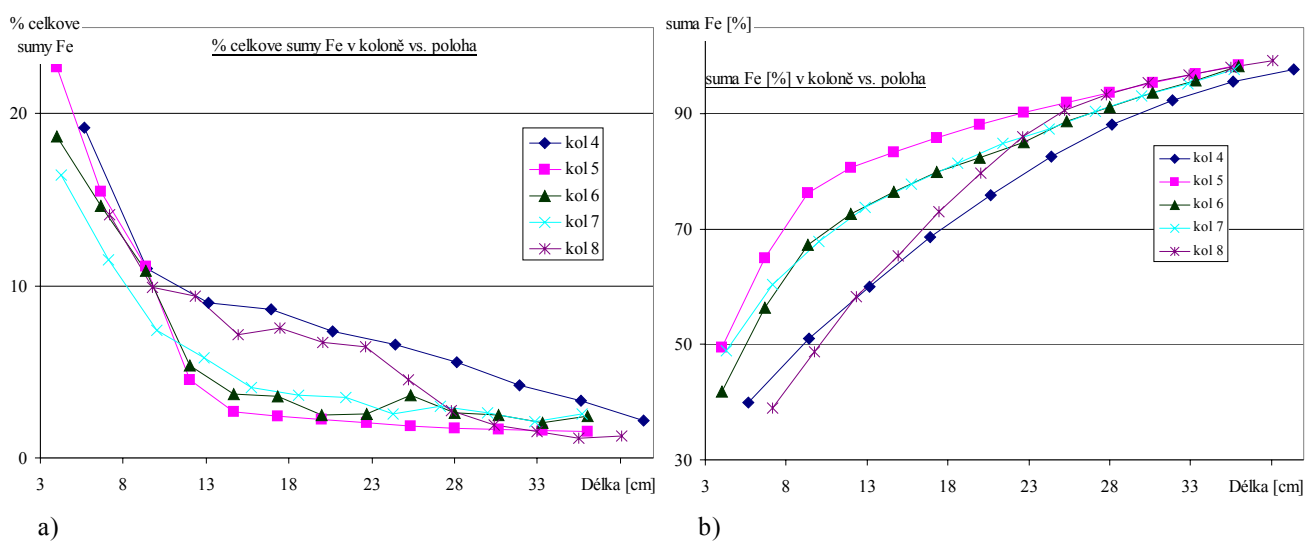 % celkove
sumy Fe
% celkove sumy Fe v koloně vs. poloha
20
10
0
kol 4
kol 5
kol 6
kol 7
kol 8
3 8 13 18 23 28 33 Délka [cm]
a)
suma Fe [%]
suma Fe [%] v koloně vs. poloha
90
70
50
30
kol 4
kol 5
kol 6
kol 7
kol 8
3 8 13 18 23 28 33 Délka [cm]
b)